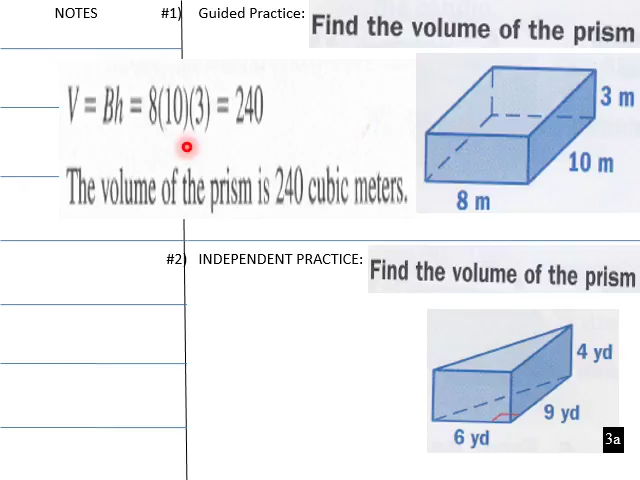 NOTES
#1) Guided Practice:
Find the volume of the prism
V = Bh = 8(10)(3) = 240
The volume of the prism is 240 cubic meters.
3 m
10 m
8 m
#2) INDEPENDENT PRACTICE:
Find the volume of the prism
4 yd
9 yd
6 yd
3a